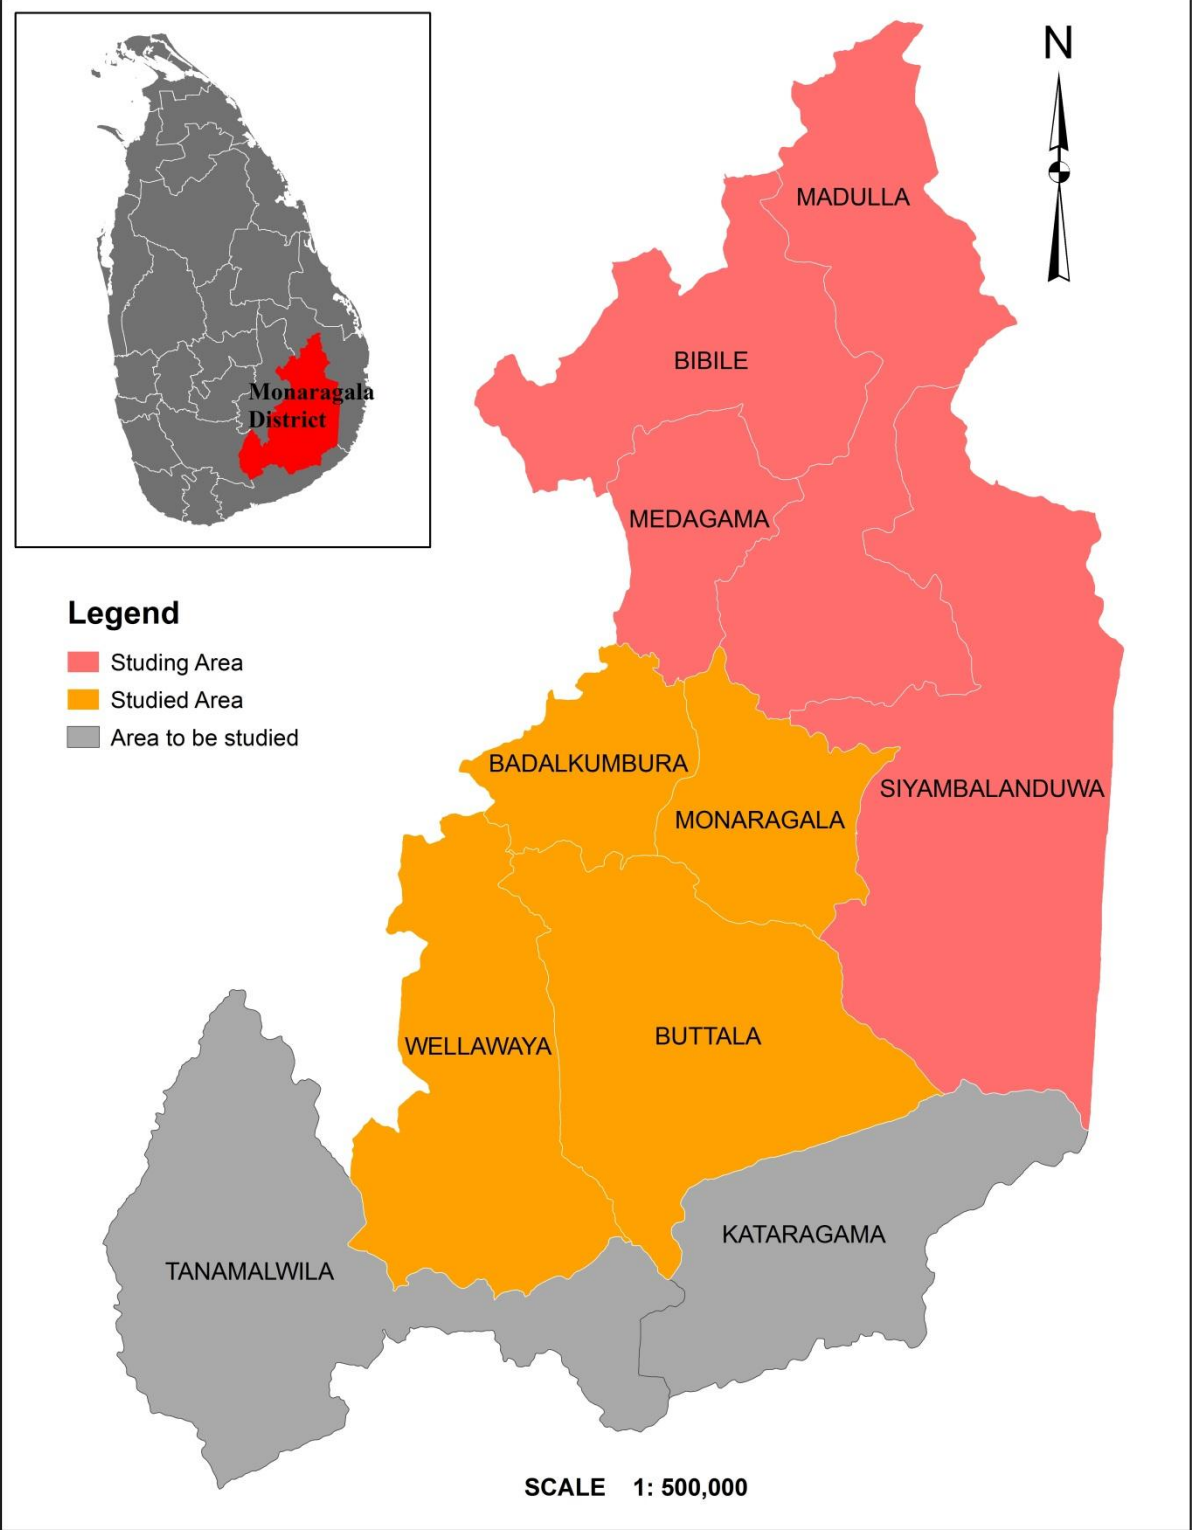 N
Monaragala
District
MADULLA
BIBILE
MEDAGAMA
Legend
Studing Area
Studied Area
Area to be studied
BADALKUMBURA
SIYAMBALANDUWA
MONARAGALA
WELLAWAYA
BUTTALA
KATARAGAMA
TANAMALWILA
SCALE 1: 500,000